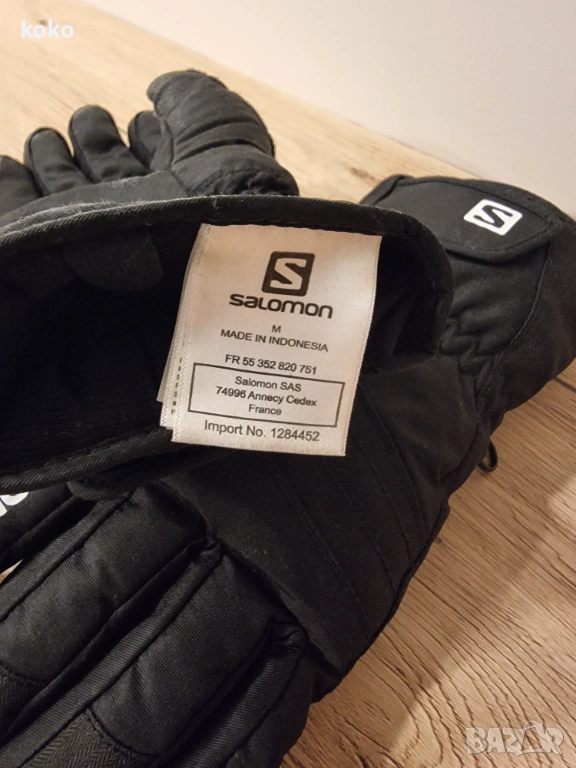 koko
S
S
SALOMON
M
MADE IN INDONESIA
FR 55 352 820 751
Salomon SAS
74996 Annecy Cedex
France
Import No. 1284452
BAZAR